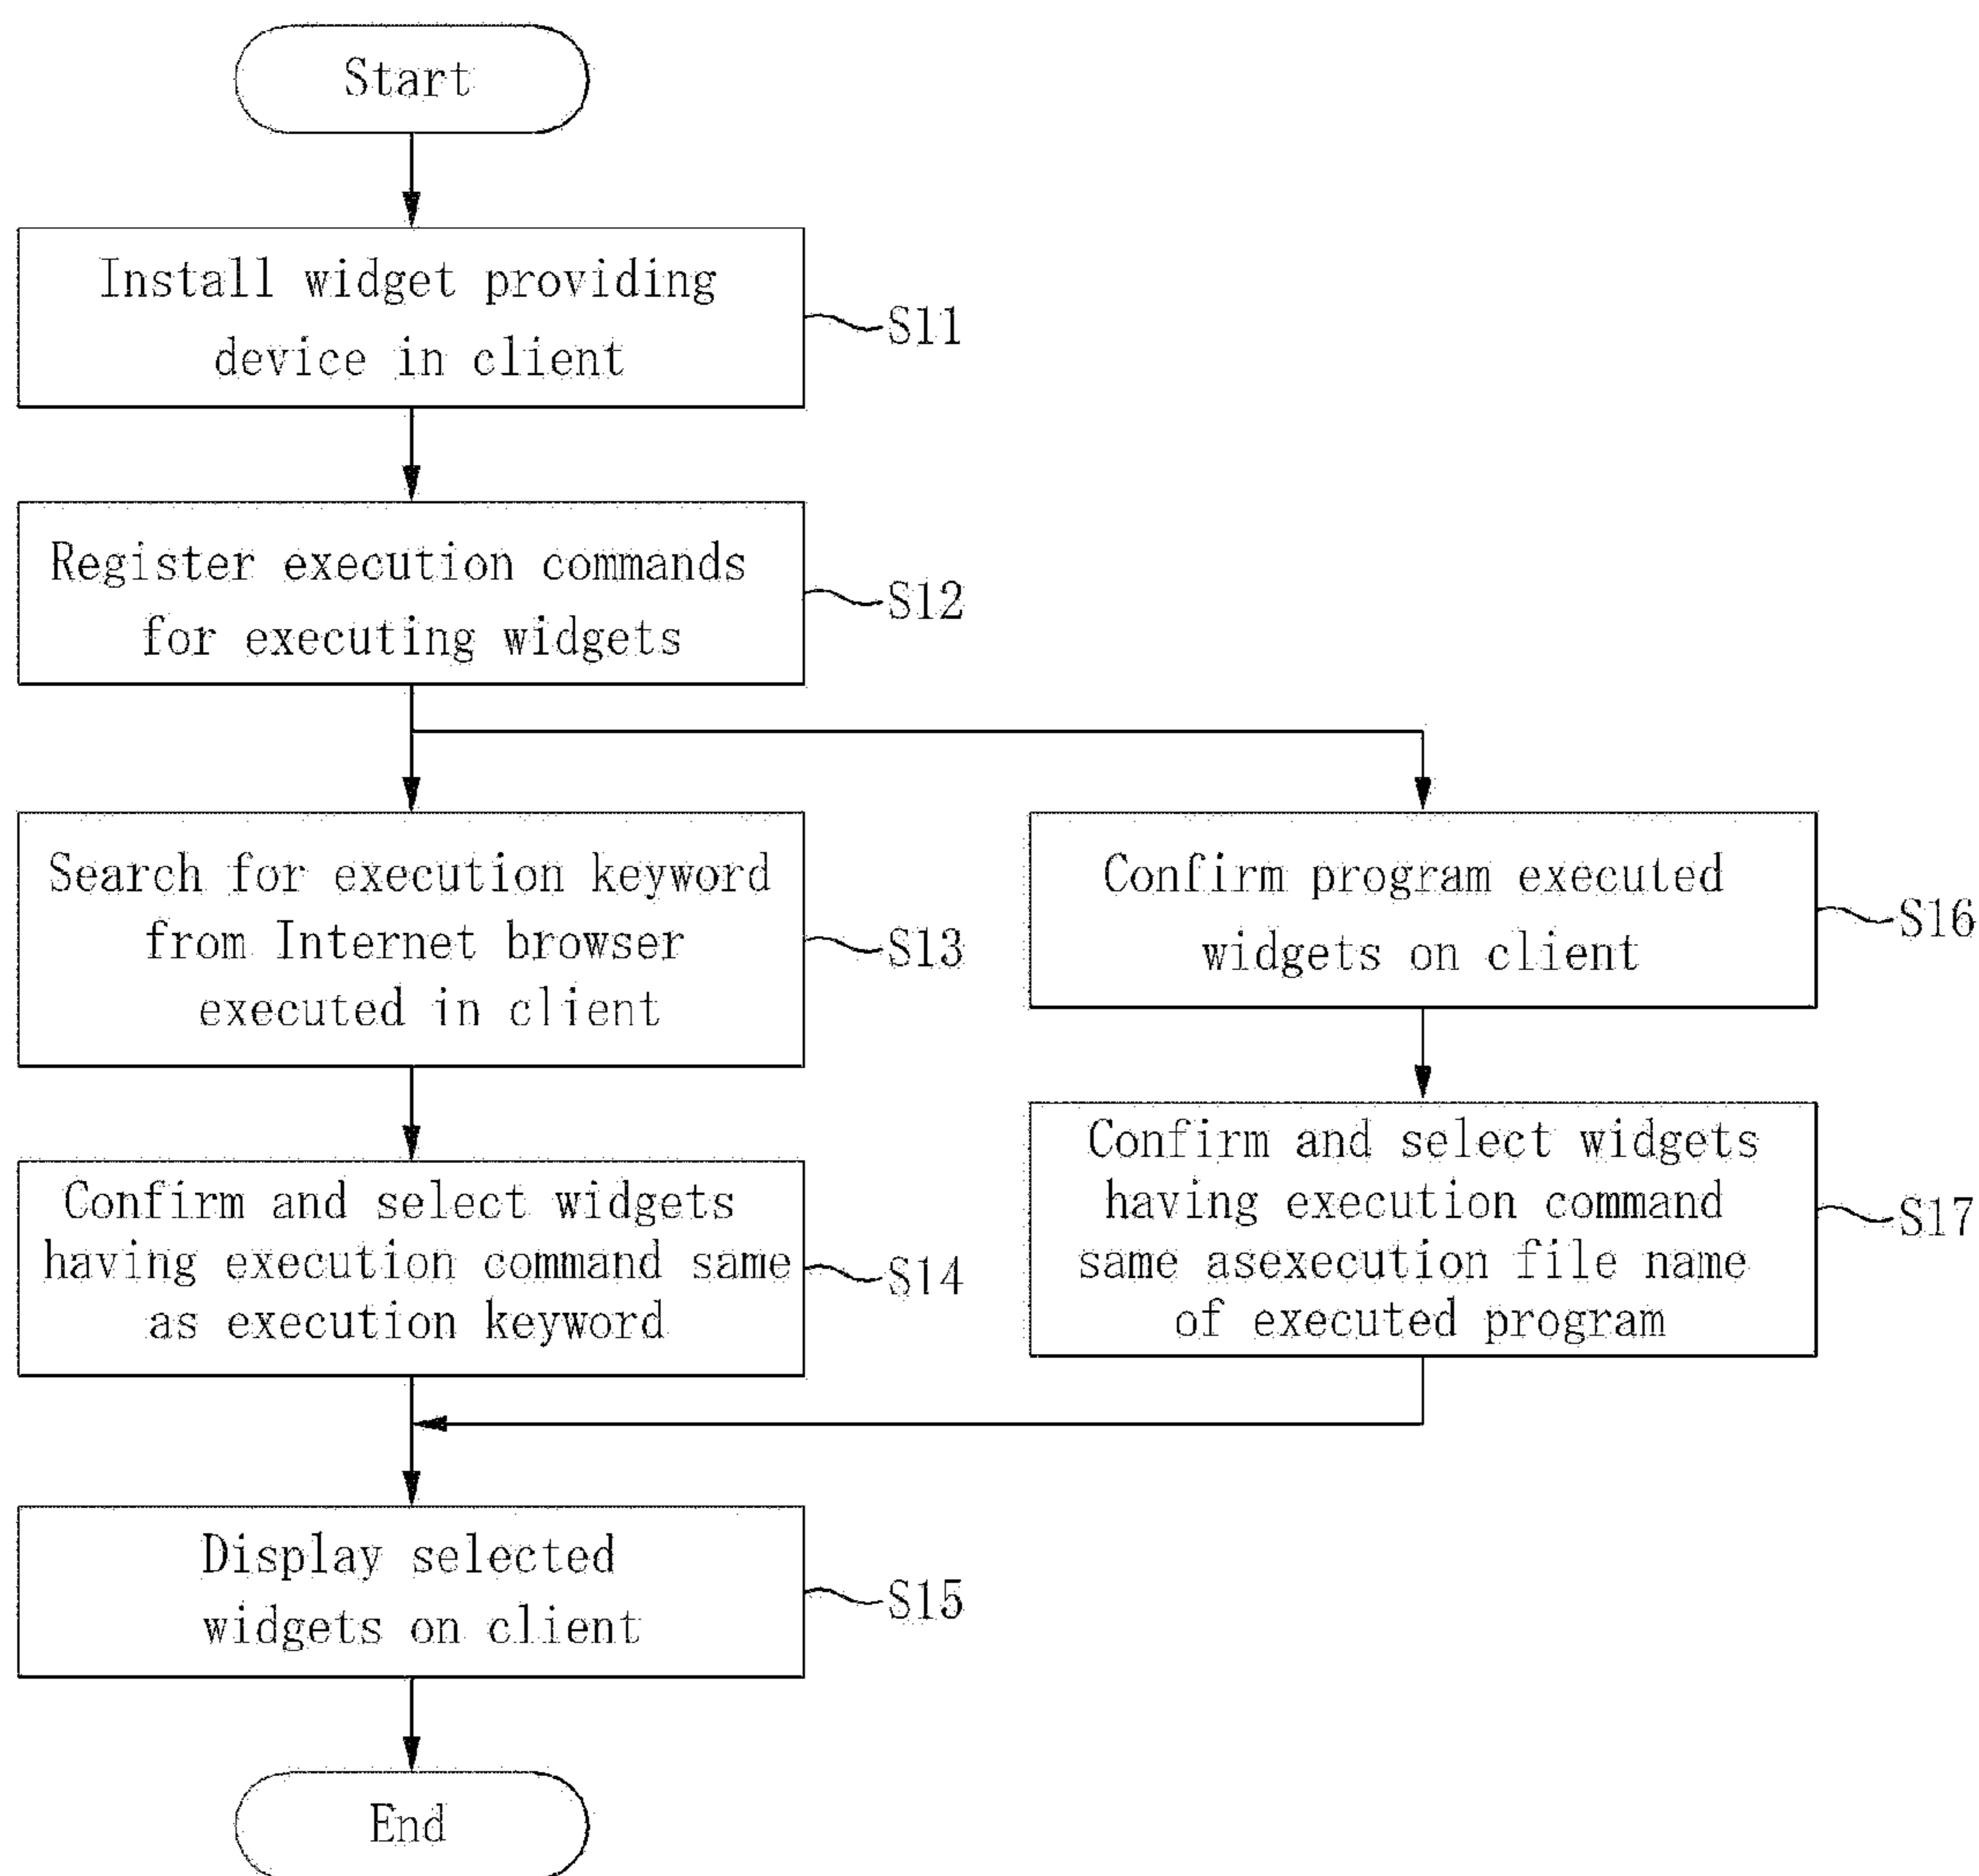 Start
Install widget providing
device in client
S11
Register execution commands
for executing widgets
S12
Search for execution keyword
from Internet browser
executed in client
S13
Confirm and select widgets
having execution command same
as execution keyword
S14
Confirm program executed
widgets on client
S16
Confirm and select widgets
having execution command
same asexecution file name
of executed program
S17
Display selected
widgets on client
S15
End